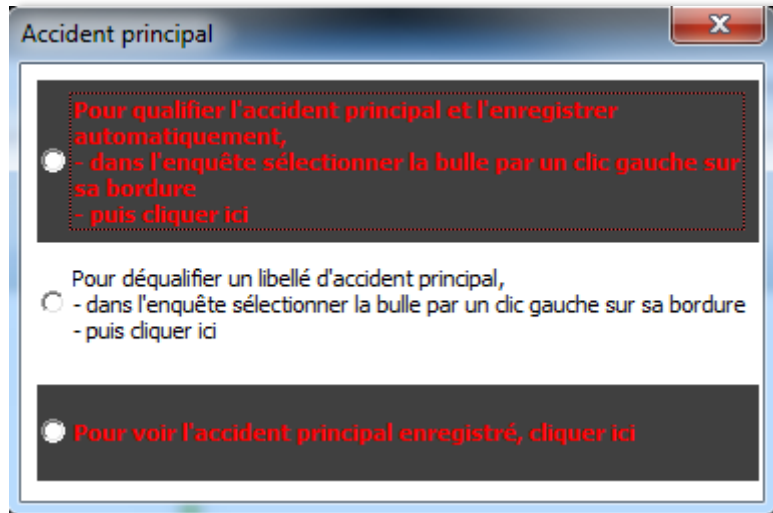 Accident principal
Pour qualifier l'accident principal et l'enregistrer
automatiquement,
- dans l'enquête sélectionner la bulle par un clic gauche sur
sa bordure
- puis cliquer ici
Pour déqualifier un libellé d'accident principal,
- dans l'enquête sélectionner la bulle par un clic gauche sur sa bordure
- puis cliquer ici
Pour voir l'accident principal enregistré, cliquer ici